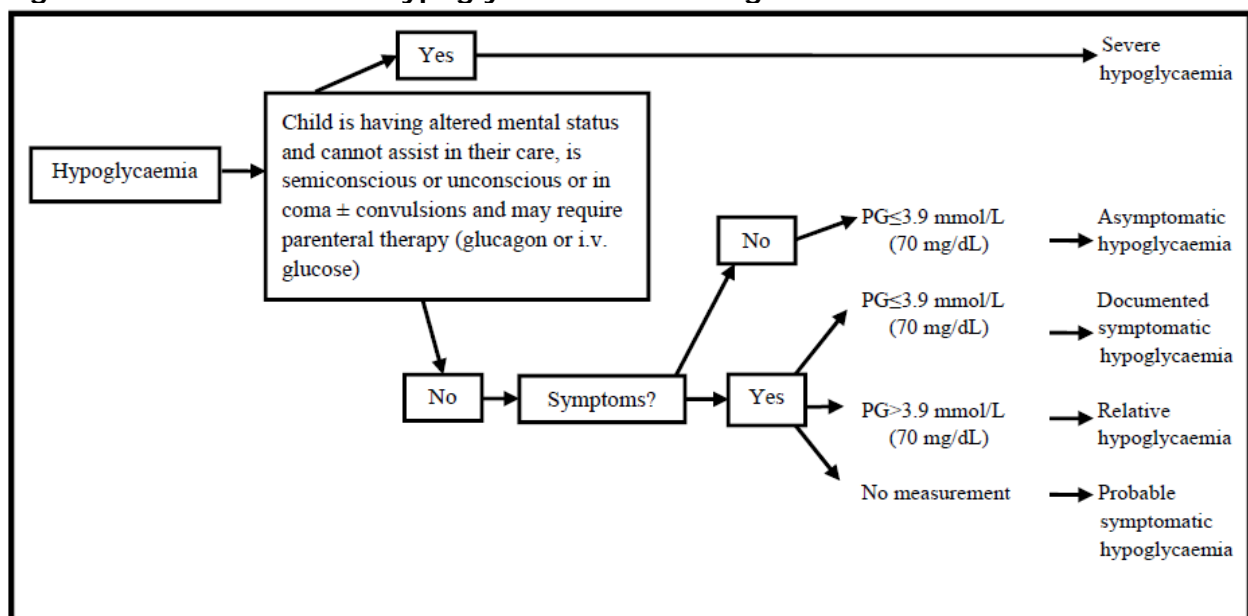 Yes
Severe
hypoglycaemia
Child is having altered mental status
and cannot assist in their care, is
semiconscious or unconscious or in
coma ± convulsions and may require
parenteral therapy (glucagon or i.v.
glucose)
Hypoglycaemia
No
PG≤3.9 mmol/L
(70 mg/dL)
Asymptomatic
hypoglycaemia
PG≤3.9 mmol/L
(70 mg/dL)
Documented
symptomatic
hypoglycaemia
No
Symptoms?
Yes
PG>3.9 mmol/L
(70 mg/dL)
Relative
hypoglycaemia
No measurement
Probable
symptomatic
hypoglycaemia